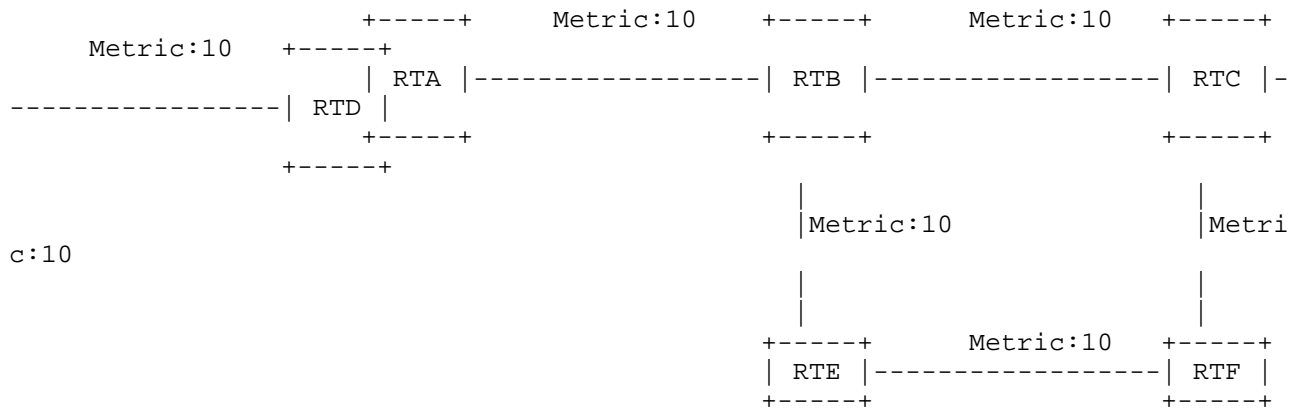 +-----+ Metric:10 +-----+ Metric:10 +-----+
Metric:10 +-----+
| RTA |------------------| RTB |------------------| RTC |-
-----------------| RTD |
+-----+ +-----+ +-----+
+-----+
| |
|Metric:10 |Metri
c:10
| |
| |
+-----+ Metric:10 +-----+
| RTE |------------------| RTF |
+-----+ +-----+